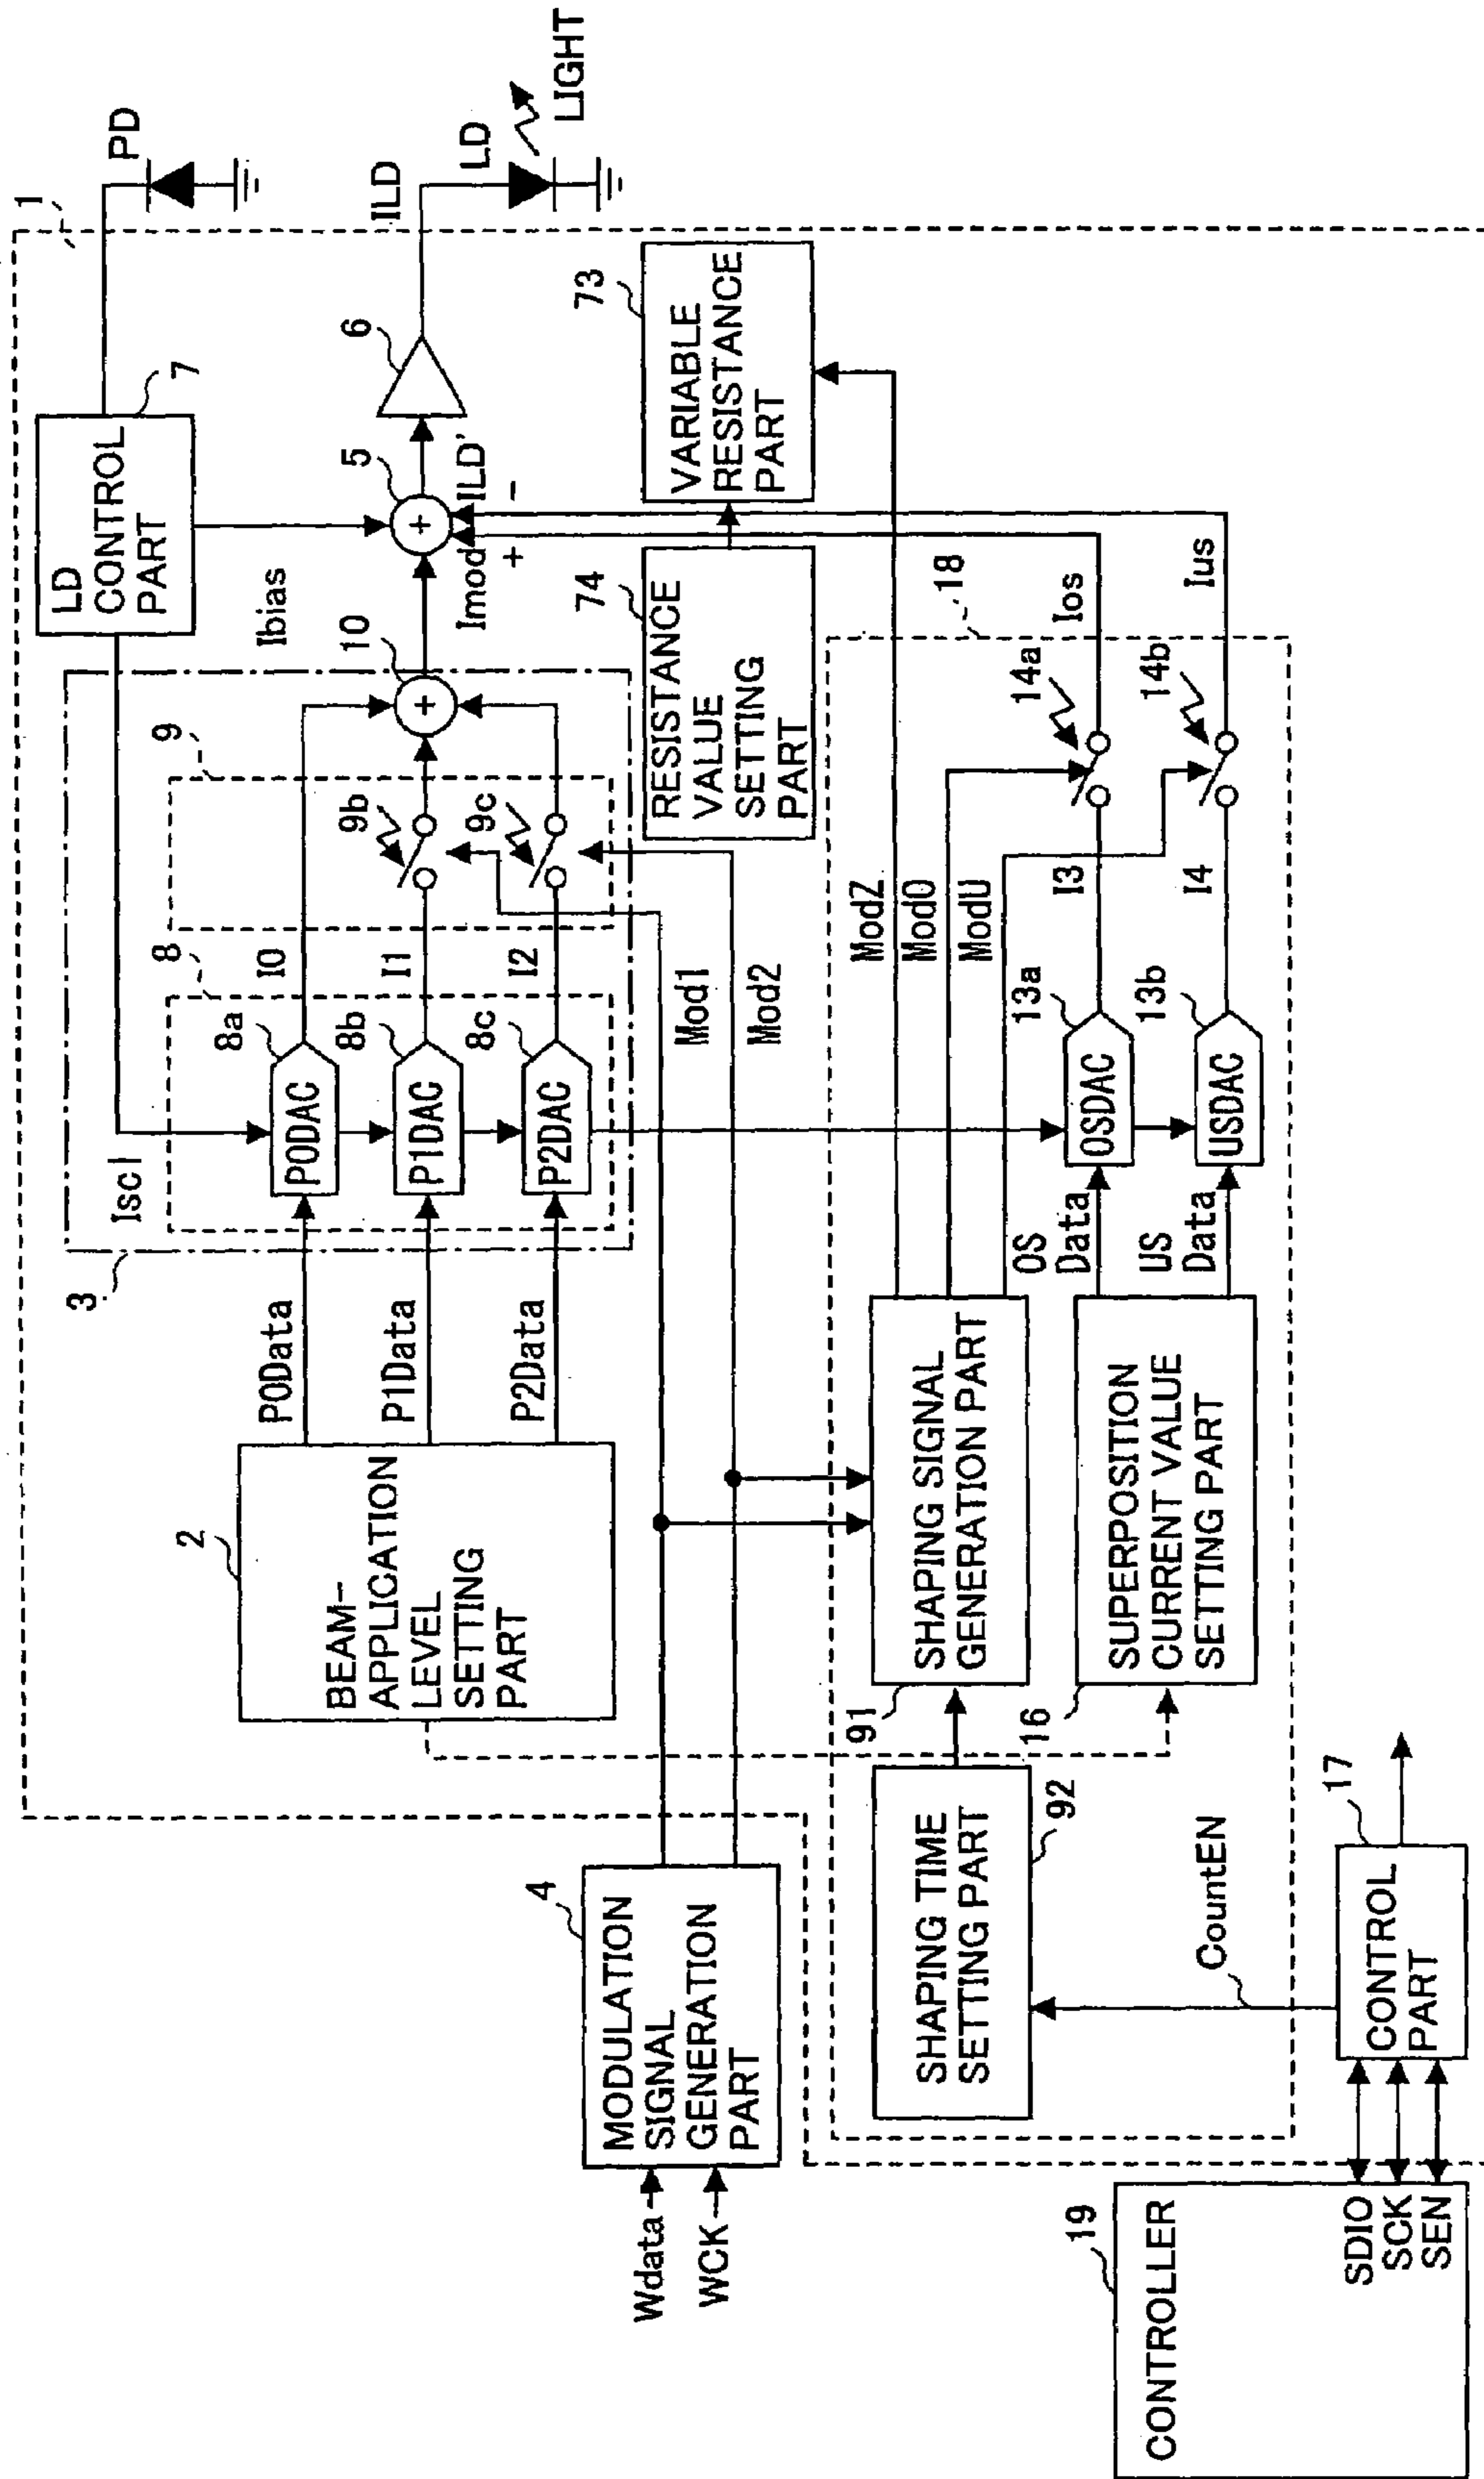 1
PD
LD
CONTROL
PART
7
ILD
LD
LIGHT
6
5
ILD'
Imod
+
-
+
Ibias
10
+
Iscl
3
8
9
P0DAC
8a
I0
P1DAC
8b
I1
9b
P2DAC
8c
I2
9c
P0Data
P1Data
P2Data
2
BEAM-
APPLICATION
LEVEL
SETTING
PART
Mod1
Mod2
73
VARIABLE
RESISTANCE
PART
74
RESISTANCE
VALUE
SETTING
PART
4
MODULATION
SIGNAL
GENERATION
PART
Wdata
WCK
18
ModZ
ModO
ModU
Ios
Ius
14a
14b
I3
I4
13a
OSDAC
13b
USDAC
OS
Data
US
Data
91
SHAPING SIGNAL
GENERATION PART
16
SUPERPOSITION
CURRENT VALUE
SETTING PART
92
SHAPING TIME
SETTING PART
CountEN
17
CONTROL
PART
19
CONTROLLER
SDIO
SCK
SEN